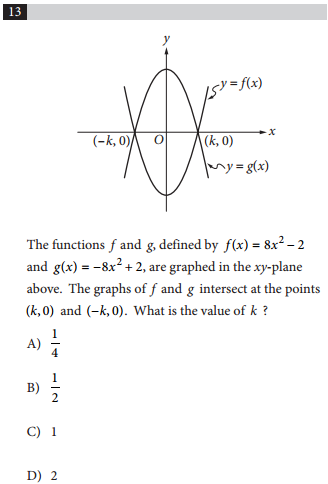 13
y
y = f(x)
x
(–k, 0) O (k, 0)
y = g(x)
The functions f and g, defined by f(x) = 8x² – 2
and g(x) = –8x² + 2, are graphed in the xy-plane
above. The graphs of f and g intersect at the points
(k, 0) and (–k, 0). What is the value of k ?
A) 1/4
B) 1/2
C) 1
D) 2